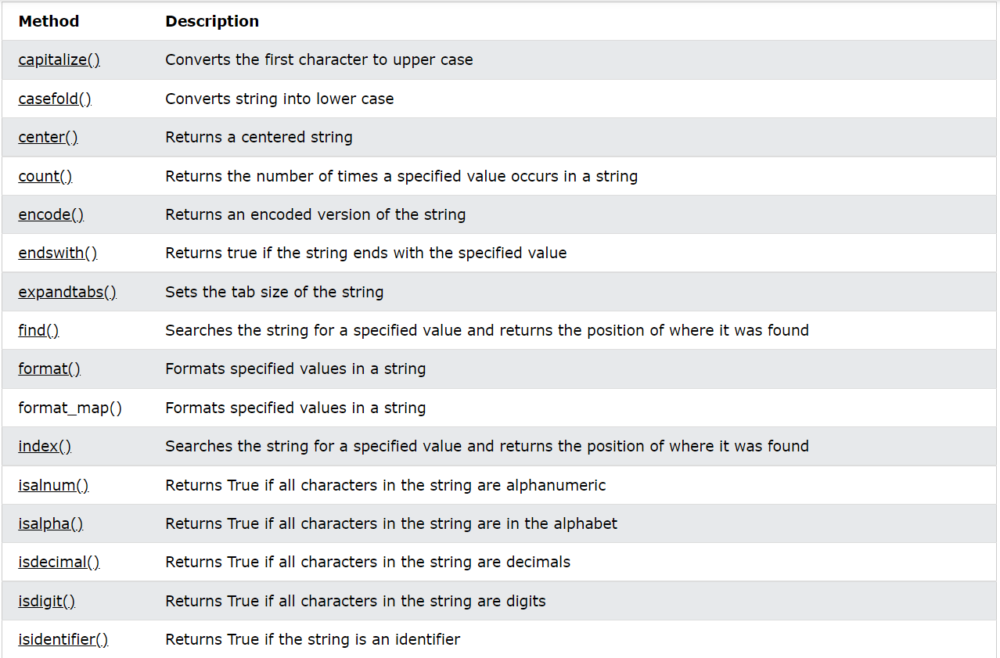 Method Description
capitalize() Converts the first character to upper case
casefold() Converts string into lower case
center() Returns a centered string
count() Returns the number of times a specified value occurs in a string
encode() Returns an encoded version of the string
endswith() Returns true if the string ends with the specified value
expandtabs() Sets the tab size of the string
find() Searches the string for a specified value and returns the position of where it was found
format() Formats specified values in a string
format_map() Formats specified values in a string
index() Searches the string for a specified value and returns the position of where it was found
isalnum() Returns True if all characters in the string are alphanumeric
isalpha() Returns True if all characters in the string are in the alphabet
isdecimal() Returns True if all characters in the string are decimals
isdigit() Returns True if all characters in the string are digits
isidentifier() Returns True if the string is an identifier